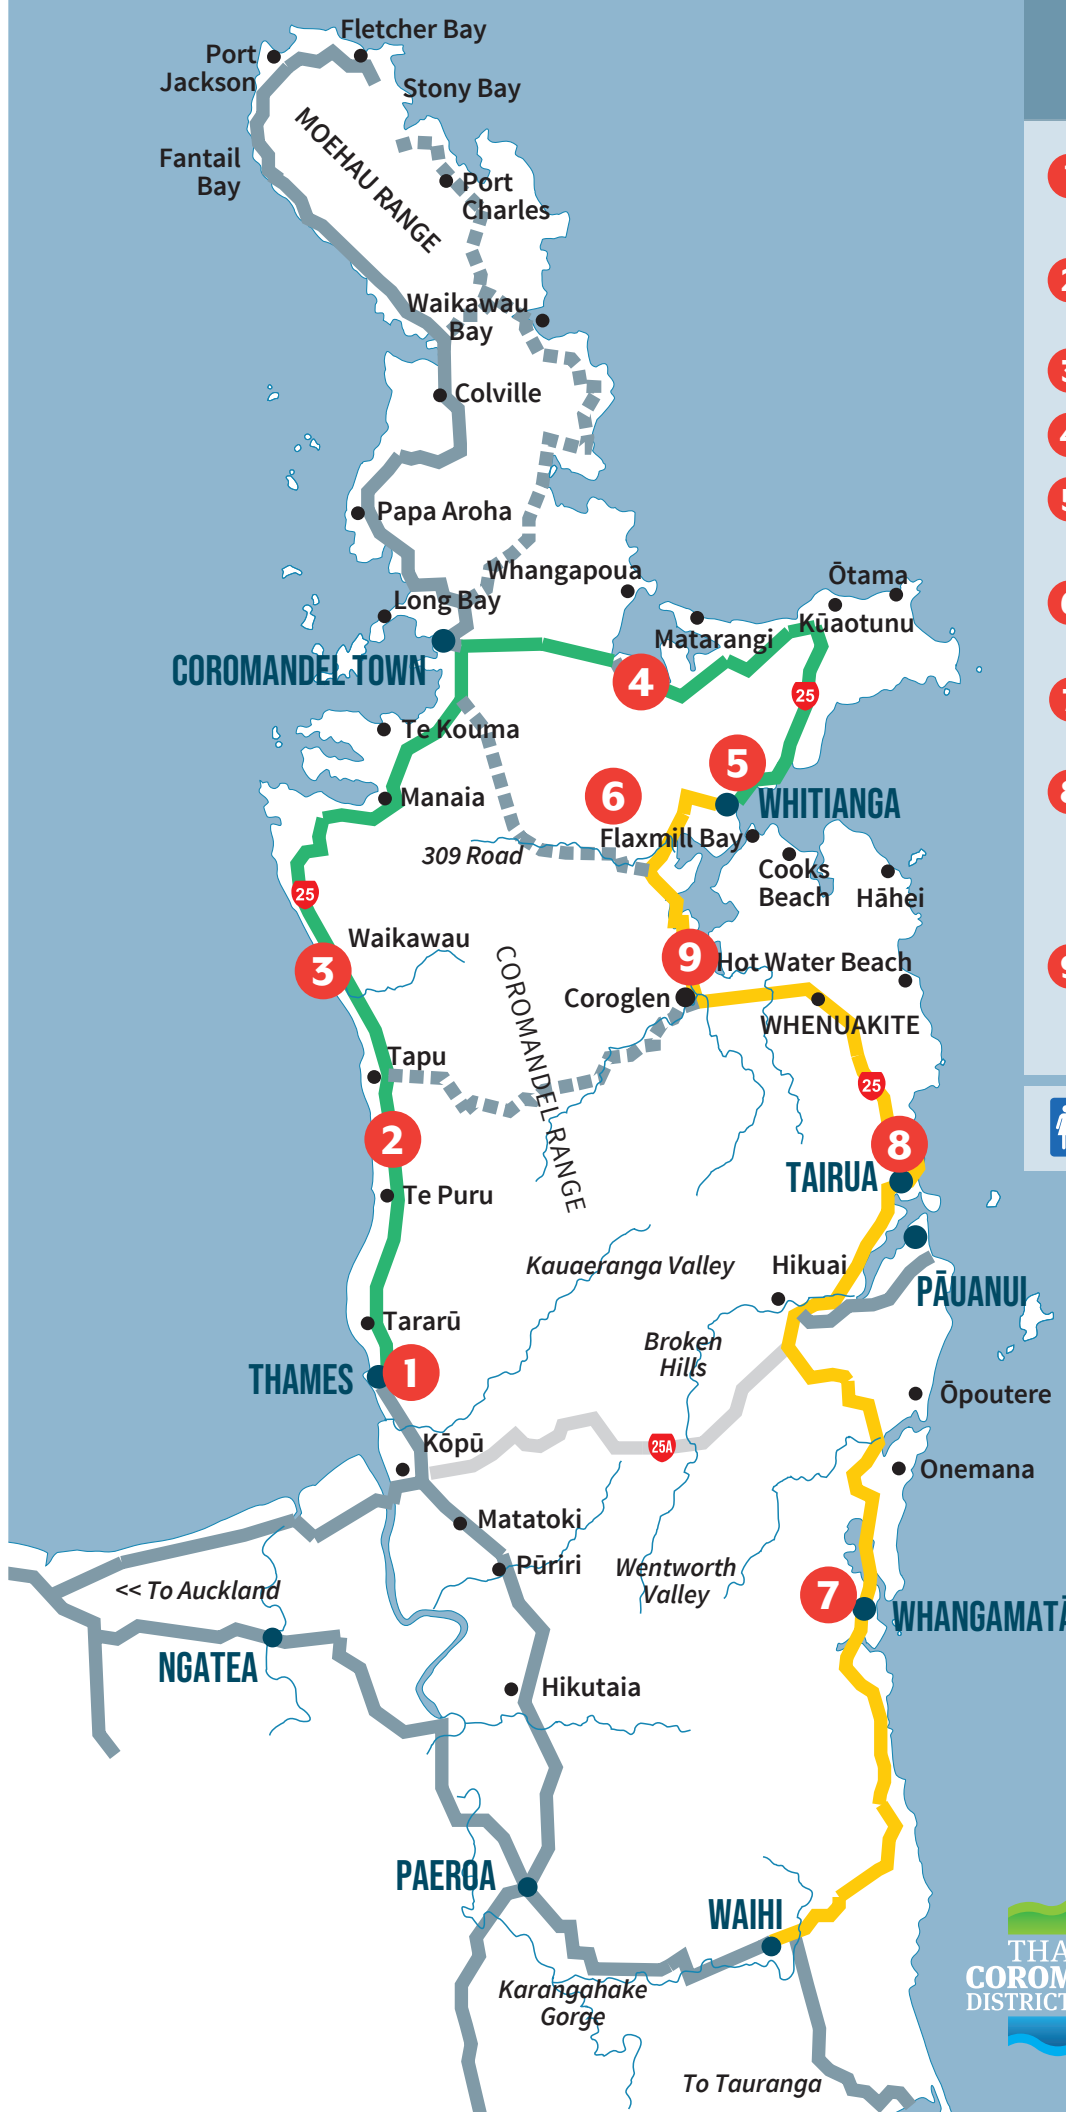 Fletcher Bay
Port
Jackson
Stony Bay
MOEHAU RANGE
Fantail
Bay
Port
Charles
Waikawau
Bay
Colville
Papa Aroha
Whangapoua
Ōtama
Long Bay
Kūaotunu
Matarangi
COROMANDEL TOWN
4
25
Te Kouma
5
6
Manaia
WHITIANGA
Flaxmill Bay
309 Road
Cooks
Beach
Hāhei
25
Waikawau
COROMANDEL RANGE
9
Hot Water Beach
3
Coroglen
WHENUAKITE
Tapu
25
2
8
TAIRUA
Te Puru
Kauaeranga Valley
Hikuai
PĀUANUI
Tararū
Broken
Hills
1
THAMES
Ōpoutere
Kōpū
25A
Onemana
Matatoki
Pūriri
Wentworth
Valley
<< To Auckland
7
WHANGAMATĀ
NGATEA
Hikutaia
PAEROA
WAIHI
Karangahake
Gorge
To Tauranga
THA
COROM
DISTRICT